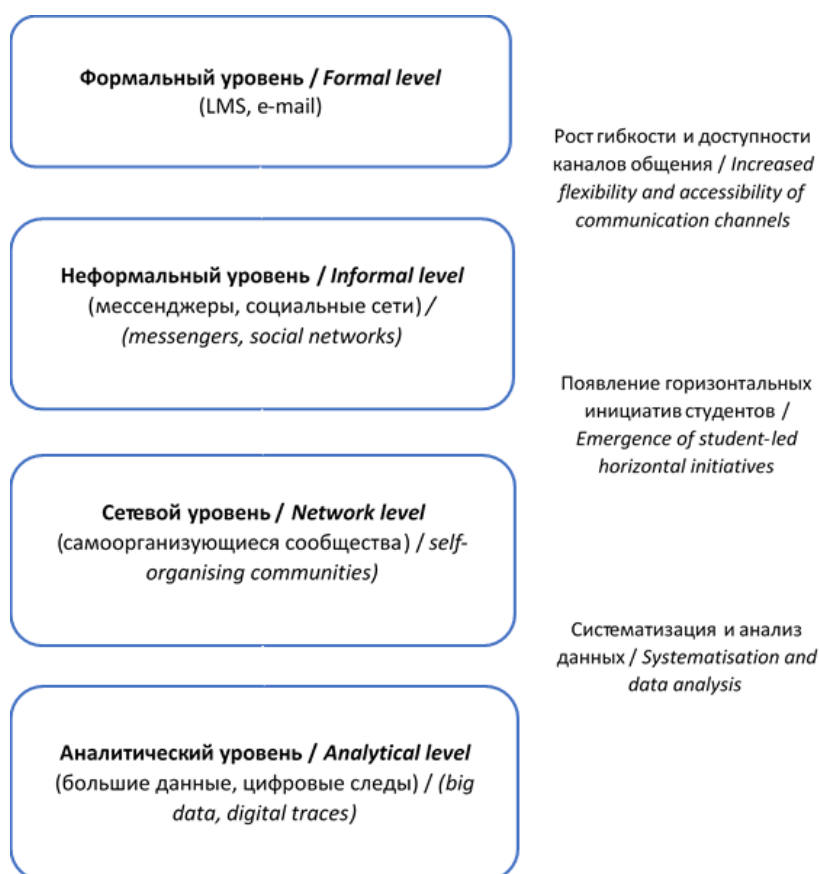 Формальный уровень / Formal level
(LMS, e-mail)
Рост гибкости и доступности
каналов общения / Increased
flexibility and accessibility of
communication channels
Неформальный уровень / Informal level
(мессенджеры, социальные сети) /
(messengers, social networks)
Появление горизонтальных
инициатив студентов /
Emergence of student-led
horizontal initiatives
Сетевой уровень / Network level
(самоорганизующиеся сообщества) / self-
organising communities)
Систематизация и анализ
данных / Systematisation and
data analysis
Аналитический уровень / Analytical level
(большие данные, цифровые следы) / (big
data, digital traces)